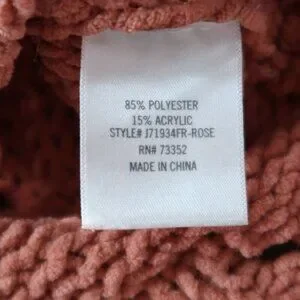 85% POLYESTER
15% ACRYLIC
STYLE# J71934FR-ROSE
RN# 73352
MADE IN CHINA